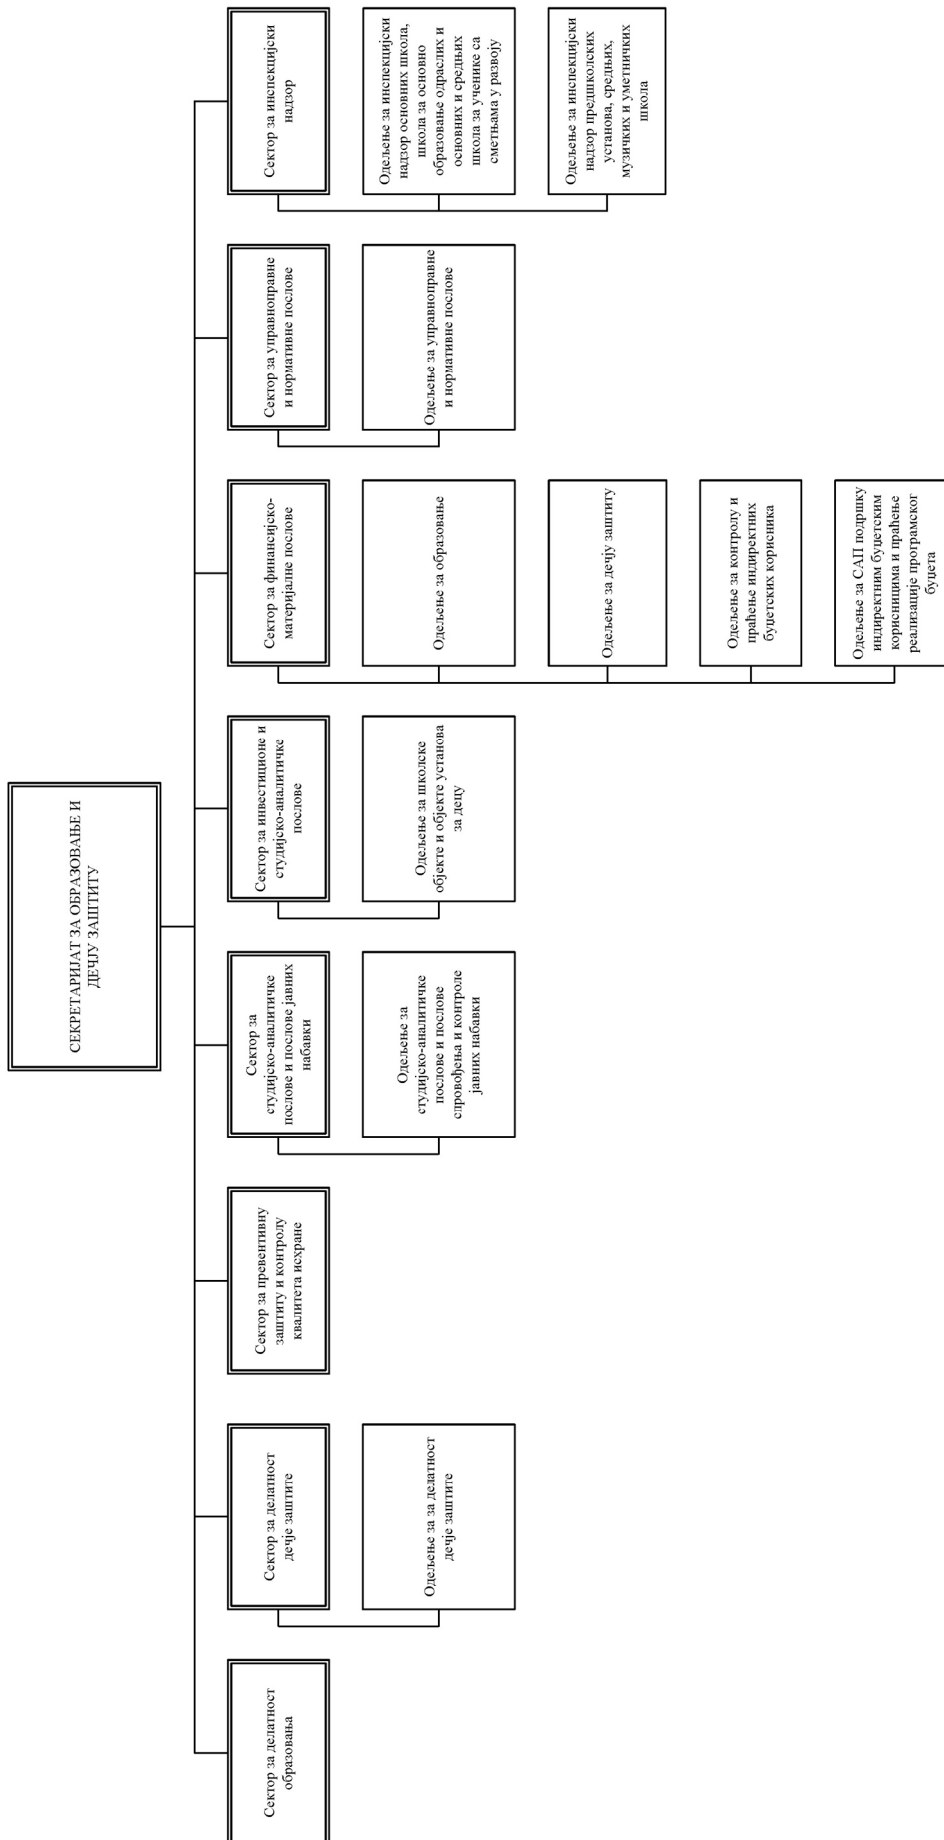 СЕКРЕТАРИЈАТ ЗА ОБРАЗОВАЊЕ И
ДЕЧЈУ ЗАШТИТУ
Сектор за делатност
образовања
Сектор за делатност
дечје заштите
Одељење за за делатност
дечје заштите
Сектор за превентивну
заштиту и контролу
квалитета исхране
Сектор за
студијско-аналитичке
послове и послове јавних
набавки
Одељење за
студијско-аналитичке
послове и послове
спровођења и контроле
јавних набавки
Сектор за инвестиционе и
студијско-аналитичке
послове
Одељење за школске
објекте и објекте установа
за децу
Сектор за финансијско-
материјалне послове
Одељење за образовање
Одељење за дечју заштиту
Одељење за контролу и
праћење индиректних
буџетских корисника
Одељење за САП подршку
индиректним буџетским
корисницима и праћење
реализације програмског
буџета
Сектор за управноправне
и нормативне послове
Одељење за управноправне
и нормативне послове
Сектор за инспекцијски
надзор
Одељење за инспекцијски
надзор основних школа,
школа за основно
образовање одраслих и
основних и средњих
школа за ученике са
сметњама у развоју
Одељење за инспекцијски
надзор предшколских
установа, средњих,
музичких и уметничких
школа